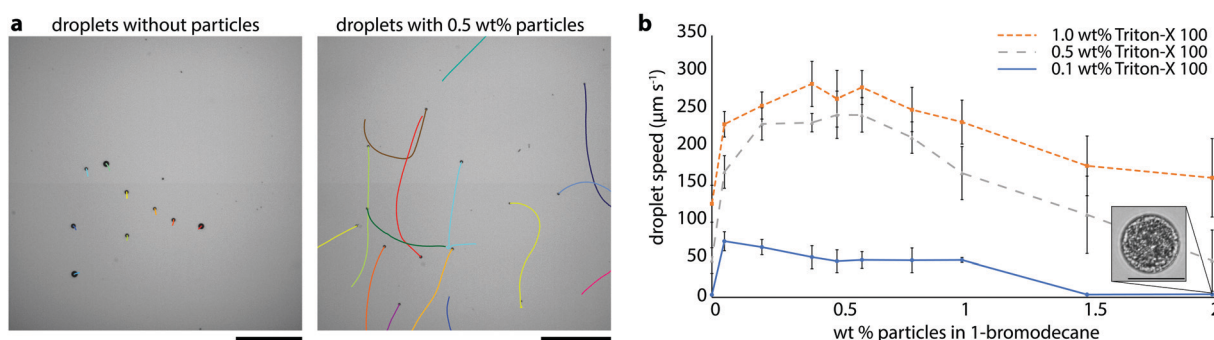 a
droplets without particles
droplets with 0.5 wt% particles
b
350
300
250
200
150
100
50
0
droplet speed (μm s⁻¹)
1.0 wt% Triton-X 100
0.5 wt% Triton-X 100
0.1 wt% Triton-X 100
0
0.5
1
1.5
2
wt % particles in 1-bromodecane